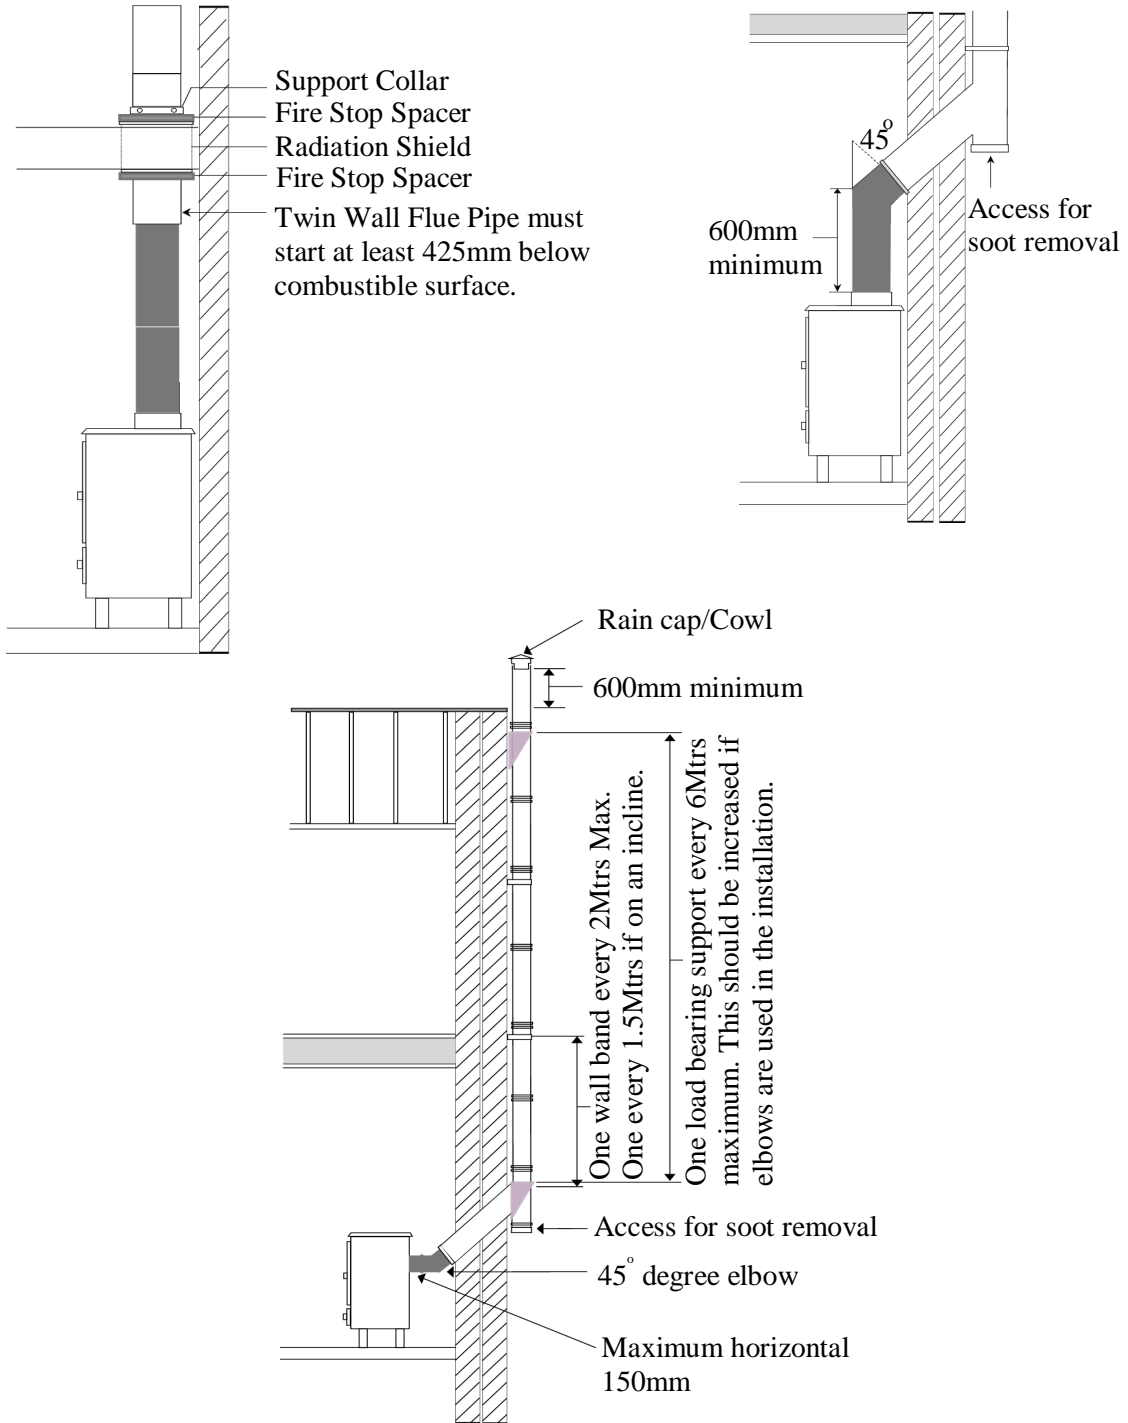 Support Collar
Fire Stop Spacer
Radiation Shield
Fire Stop Spacer
Twin Wall Flue Pipe must
start at least 425mm below
combustible surface.
45°
600mm
minimum
Access for
soot removal
Rain cap/Cowl
600mm minimum
One wall band every 2Mtrs Max.
One every 1.5Mtrs if on an incline.
One load bearing support every 6Mtrs
maximum. This should be increased if
elbows are used in the installation.
Access for soot removal
45° degree elbow
Maximum horizontal
150mm